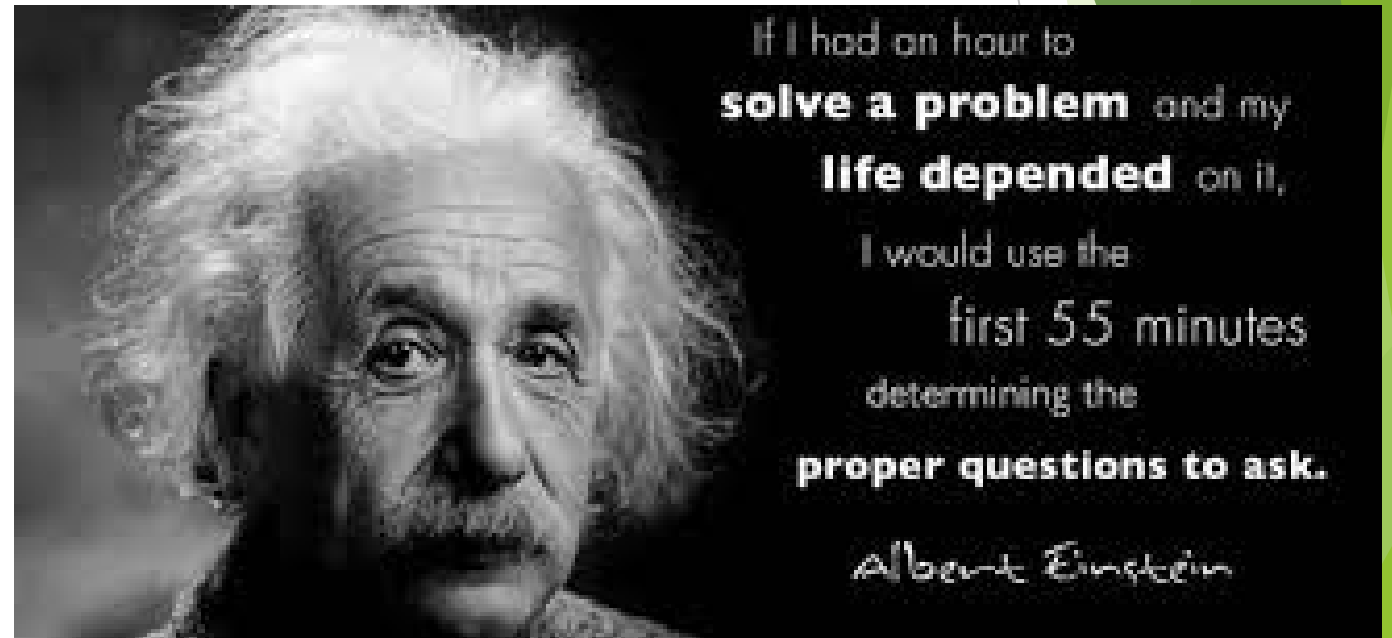 If I had an hour to
solve a problem and my
life depended on it,
I would use the
first 55 minutes
determining the
proper questions to ask.
Albert Einstein